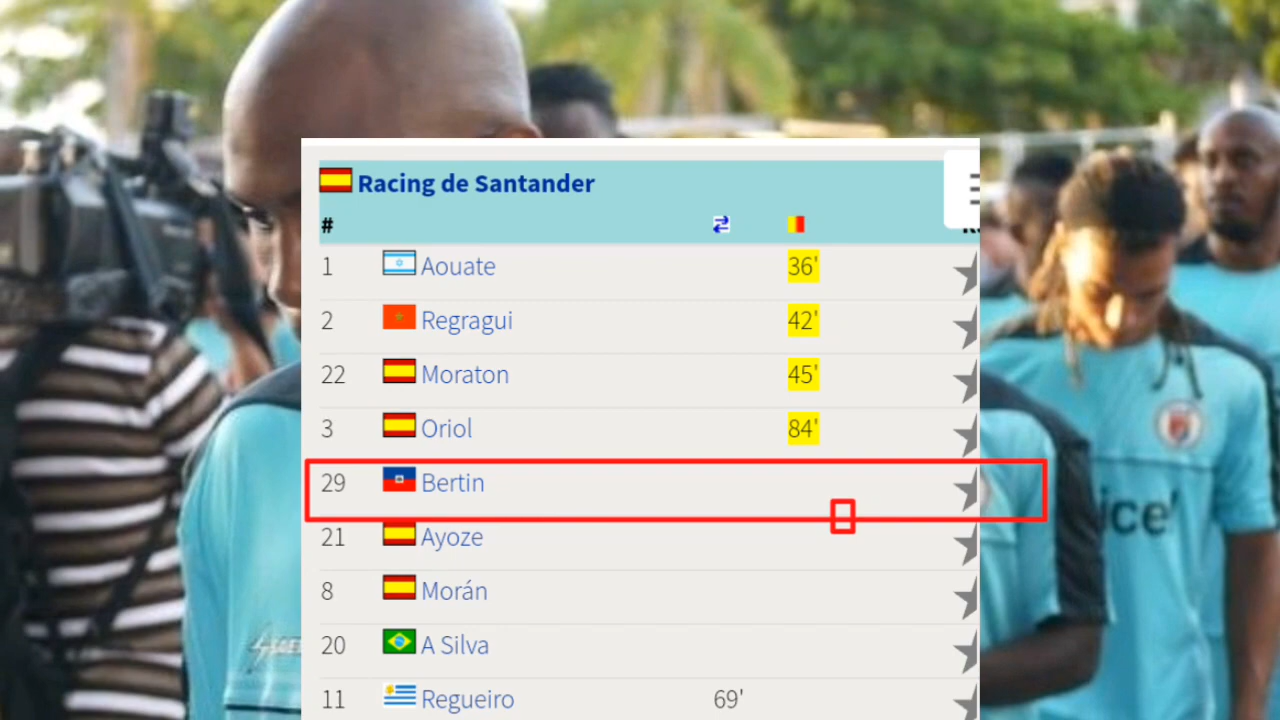 Racing de Santander
#
1 Aouate 36'
2 Regragui 42'
22 Moraton 45'
3 Oriol 84'
29 Bertin
21 Ayoze
8 Morán
20 A Silva
11 Regueiro 69'